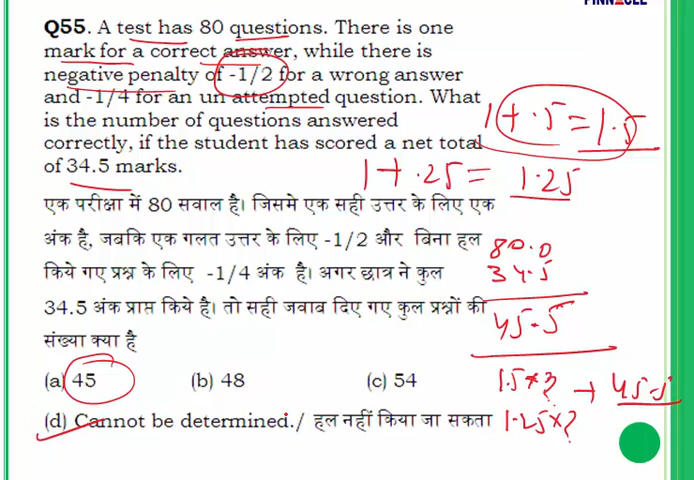 PINNACLE
Q55. A test has 80 questions. There is one
mark for a correct answer, while there is
negative penalty of -1/2 for a wrong answer
and -1/4 for an un attempted question. What
is the number of questions answered
correctly, if the student has scored a net total
of 34.5 marks.
1+.5=1.5
1+.25=1.25
एक परीक्षा में 80 सवाल है। जिसमे एक सही उत्तर के लिए एक
अंक है, जबकि एक गलत उत्तर के लिए -1/2 और बिना हल
किये गए प्रश्न के लिए -1/4 अंक है। अगर छात्र ने कुल
34.5 अंक प्राप्त किये है। तो सही जवाब दिए गए कुल प्रश्नों की
संख्या क्या है
80.0
34.5
45.5
(a) 45 (b) 48 (c) 54
1.5×? → 45.5
(d) Cannot be determined./ हल नहीं किया जा सकता
1.25×?